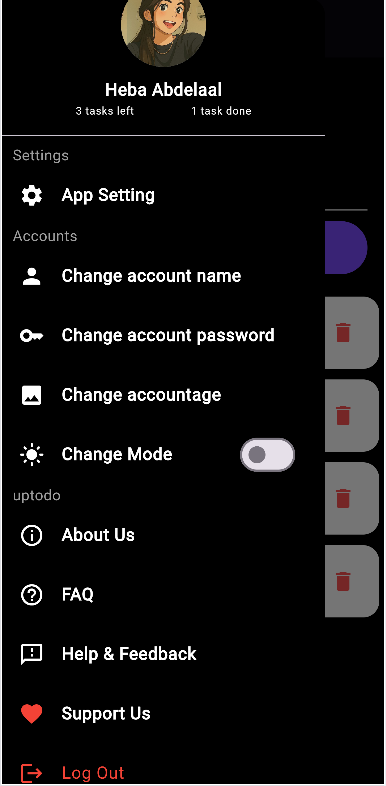 Heba Abdelaal
3 tasks left 1 task done
Settings
App Setting
Accounts
Change account name
Change account password
Change accountage
Change Mode
uptodo
About Us
FAQ
Help & Feedback
Support Us
Log Out